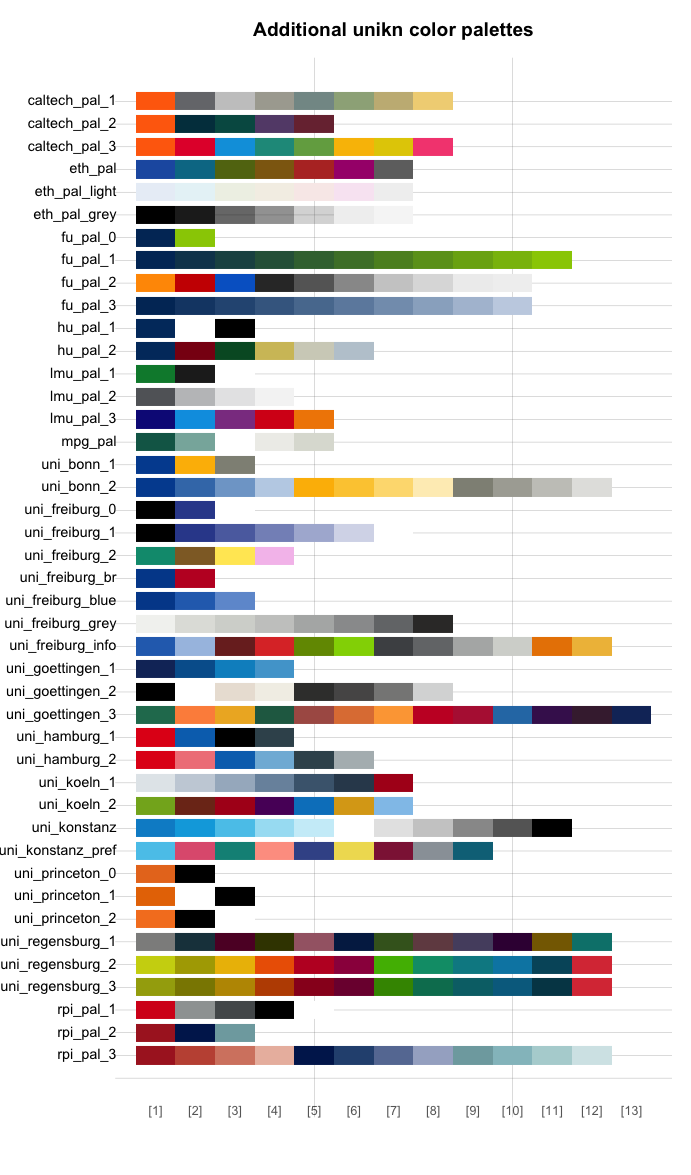 Additional unikn color palettes
caltech_pal_1
caltech_pal_2
caltech_pal_3
eth_pal
eth_pal_light
eth_pal_grey
fu_pal_0
fu_pal_1
fu_pal_2
fu_pal_3
hu_pal_1
hu_pal_2
lmu_pal_1
lmu_pal_2
lmu_pal_3
mpg_pal
uni_bonn_1
uni_bonn_2
uni_freiburg_0
uni_freiburg_1
uni_freiburg_2
uni_freiburg_br
uni_freiburg_blue
uni_freiburg_grey
uni_freiburg_info
uni_goettingen_1
uni_goettingen_2
uni_goettingen_3
uni_hamburg_1
uni_hamburg_2
uni_koeln_1
uni_koeln_2
uni_konstanz
uni_konstanz_pref
uni_princeton_0
uni_princeton_1
uni_princeton_2
uni_regensburg_1
uni_regensburg_2
uni_regensburg_3
rpi_pal_1
rpi_pal_2
rpi_pal_3
[1] [2] [3] [4] [5] [6] [7] [8] [9] [10] [11] [12] [13]